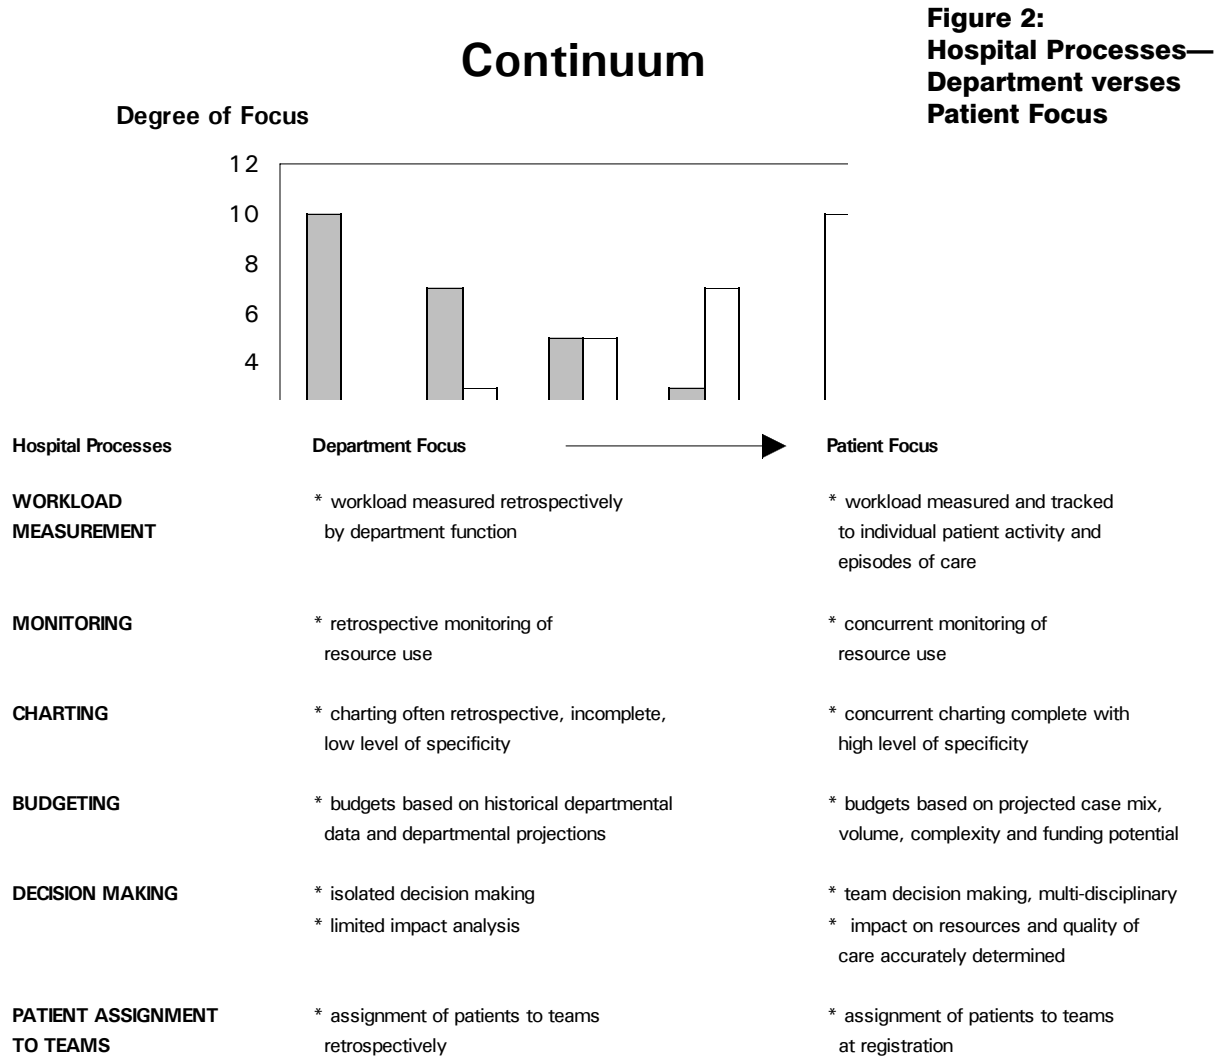 Figure 2:
Hospital Processes—
Department verses
Patient Focus
Continuum
Degree of Focus
12
10
8
6
4
Hospital Processes Department Focus Patient Focus
WORKLOAD * workload measured retrospectively * workload measured and tracked
MEASUREMENT by department function to individual patient activity and
episodes of care
MONITORING * retrospective monitoring of * concurrent monitoring of
resource use resource use
CHARTING * charting often retrospective, incomplete, * concurrent charting complete with
low level of specificity high level of specificity
BUDGETING * budgets based on historical departmental * budgets based on projected case mix,
data and departmental projections volume, complexity and funding potential
DECISION MAKING * isolated decision making * team decision making, multi-disciplinary
* limited impact analysis * impact on resources and quality of
care accurately determined
PATIENT ASSIGNMENT * assignment of patients to teams * assignment of patients to teams
TO TEAMS retrospectively at registration